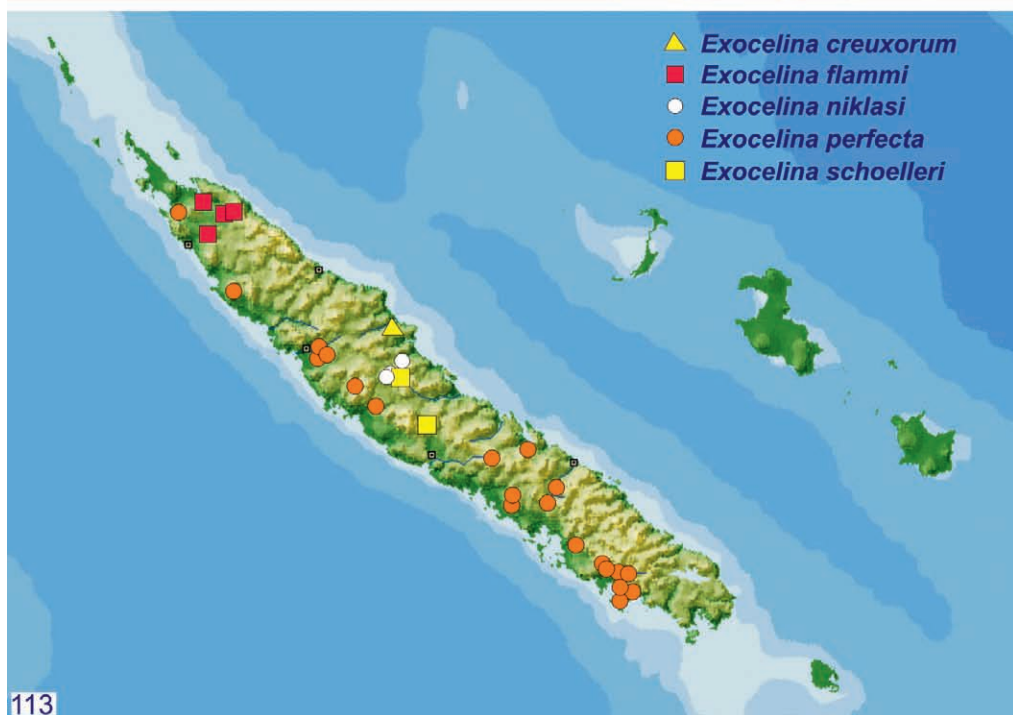 Exocelina creuxorum
Exocelina flammi
Exocelina niklasi
Exocelina perfecta
Exocelina schoelleri
113